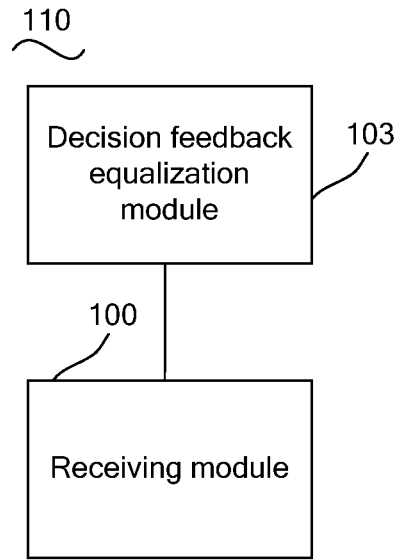 110
Decision feedback
equalization
module
103
100
Receiving module